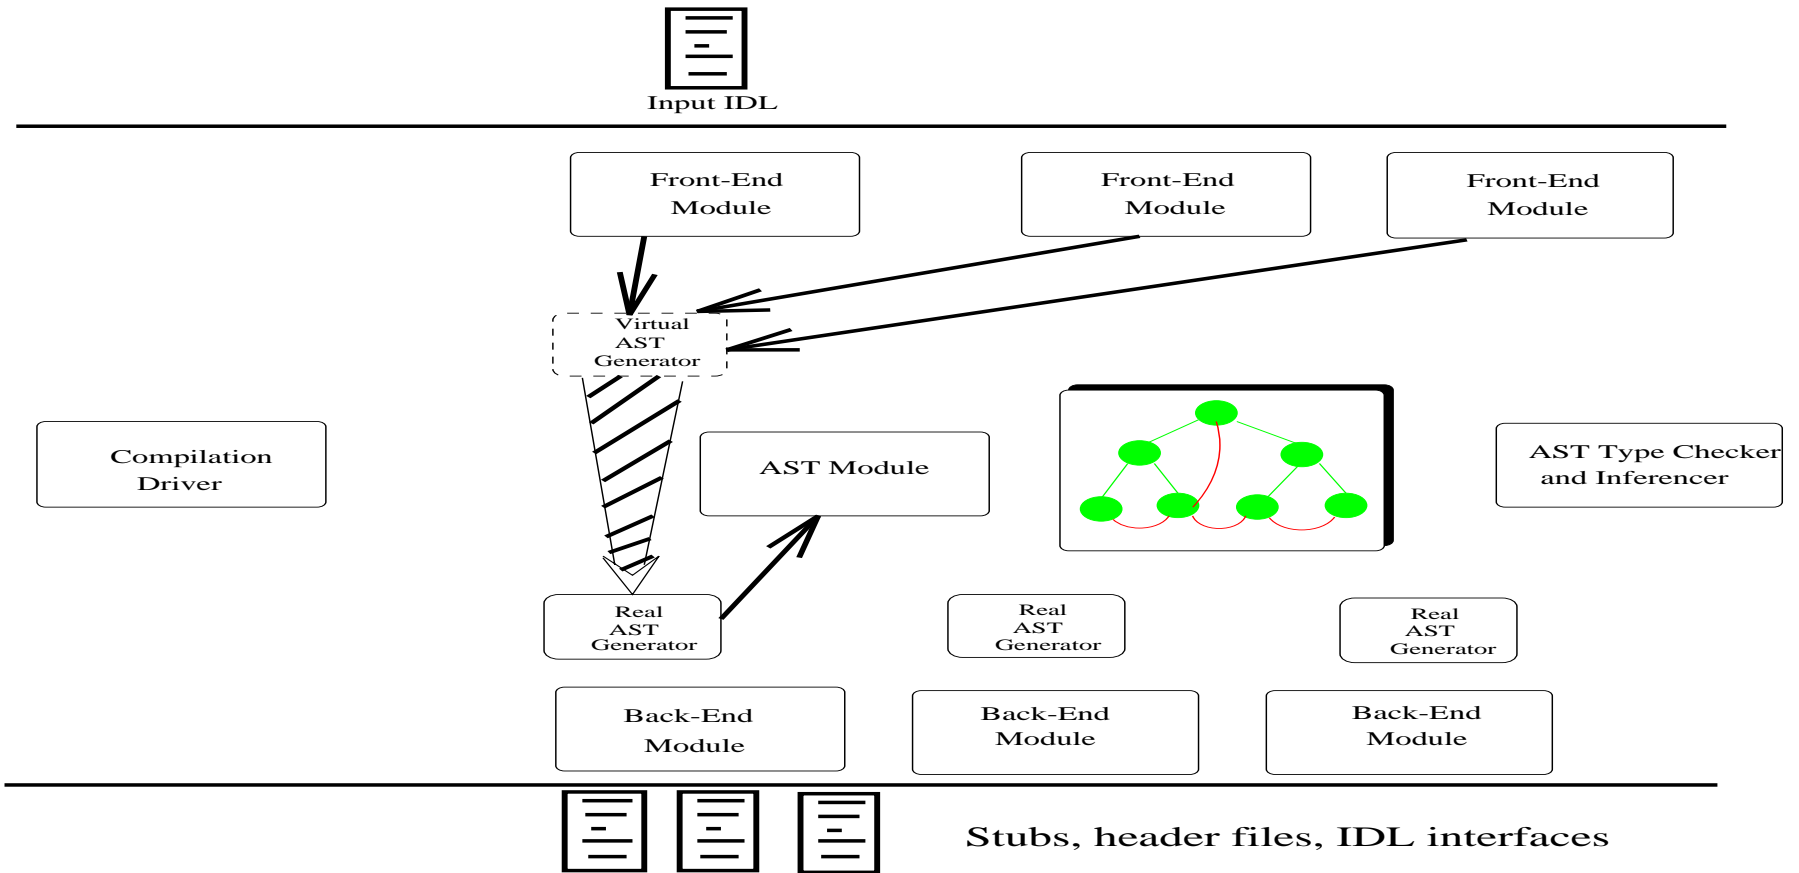 Input IDL
Front-End
Module
Front-End
Module
Front-End
Module
Virtual
AST
Generator
Compilation
Driver
AST Module
AST Type Checker
and Inferencer
Real
AST
Generator
Real
AST
Generator
Real
AST
Generator
Back-End
Module
Back-End
Module
Back-End
Module
Stubs, header files, IDL interfaces